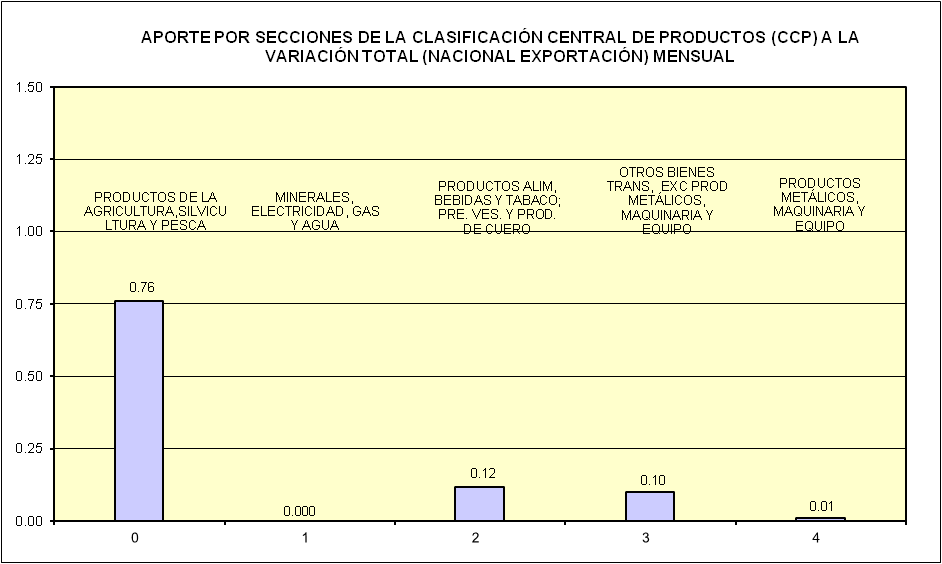 APORTE POR SECCIONES DE LA CLASIFICACIÓN CENTRAL DE PRODUCTOS (CCP) A LA
VARIACIÓN TOTAL (NACIONAL EXPORTACIÓN) MENSUAL
1.50
1.25
1.00
0.75
0.50
0.25
0.00
PRODUCTOS DE LA
AGRICULTURA,SILVICU
LTURA Y PESCA
MINERALES,
ELECTRICIDAD, GAS
Y AGUA
PRODUCTOS ALIM,
BEBIDAS Y TABACO;
PRE. VES. Y PROD.
DE CUERO
OTROS BIENES
TRANS, EXC PROD
METÁLICOS,
MAQUINARIA Y
EQUIPO
PRODUCTOS
METÁLICOS,
MAQUINARIA Y
EQUIPO
0.76
0.000
0.12
0.10
0.01
0
1
2
3
4